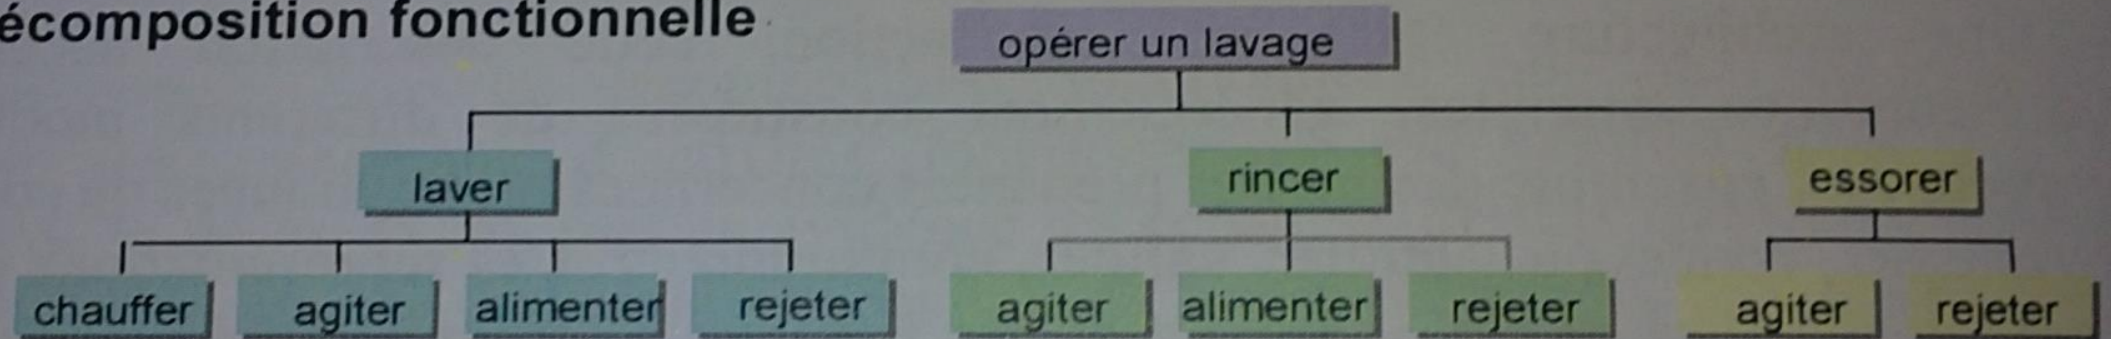 écomposition fonctionnelle
opérer un lavage
laver
rincer
essorer
chauffer
agiter
alimenter
rejeter
agiter
alimenter
rejeter
agiter
rejeter